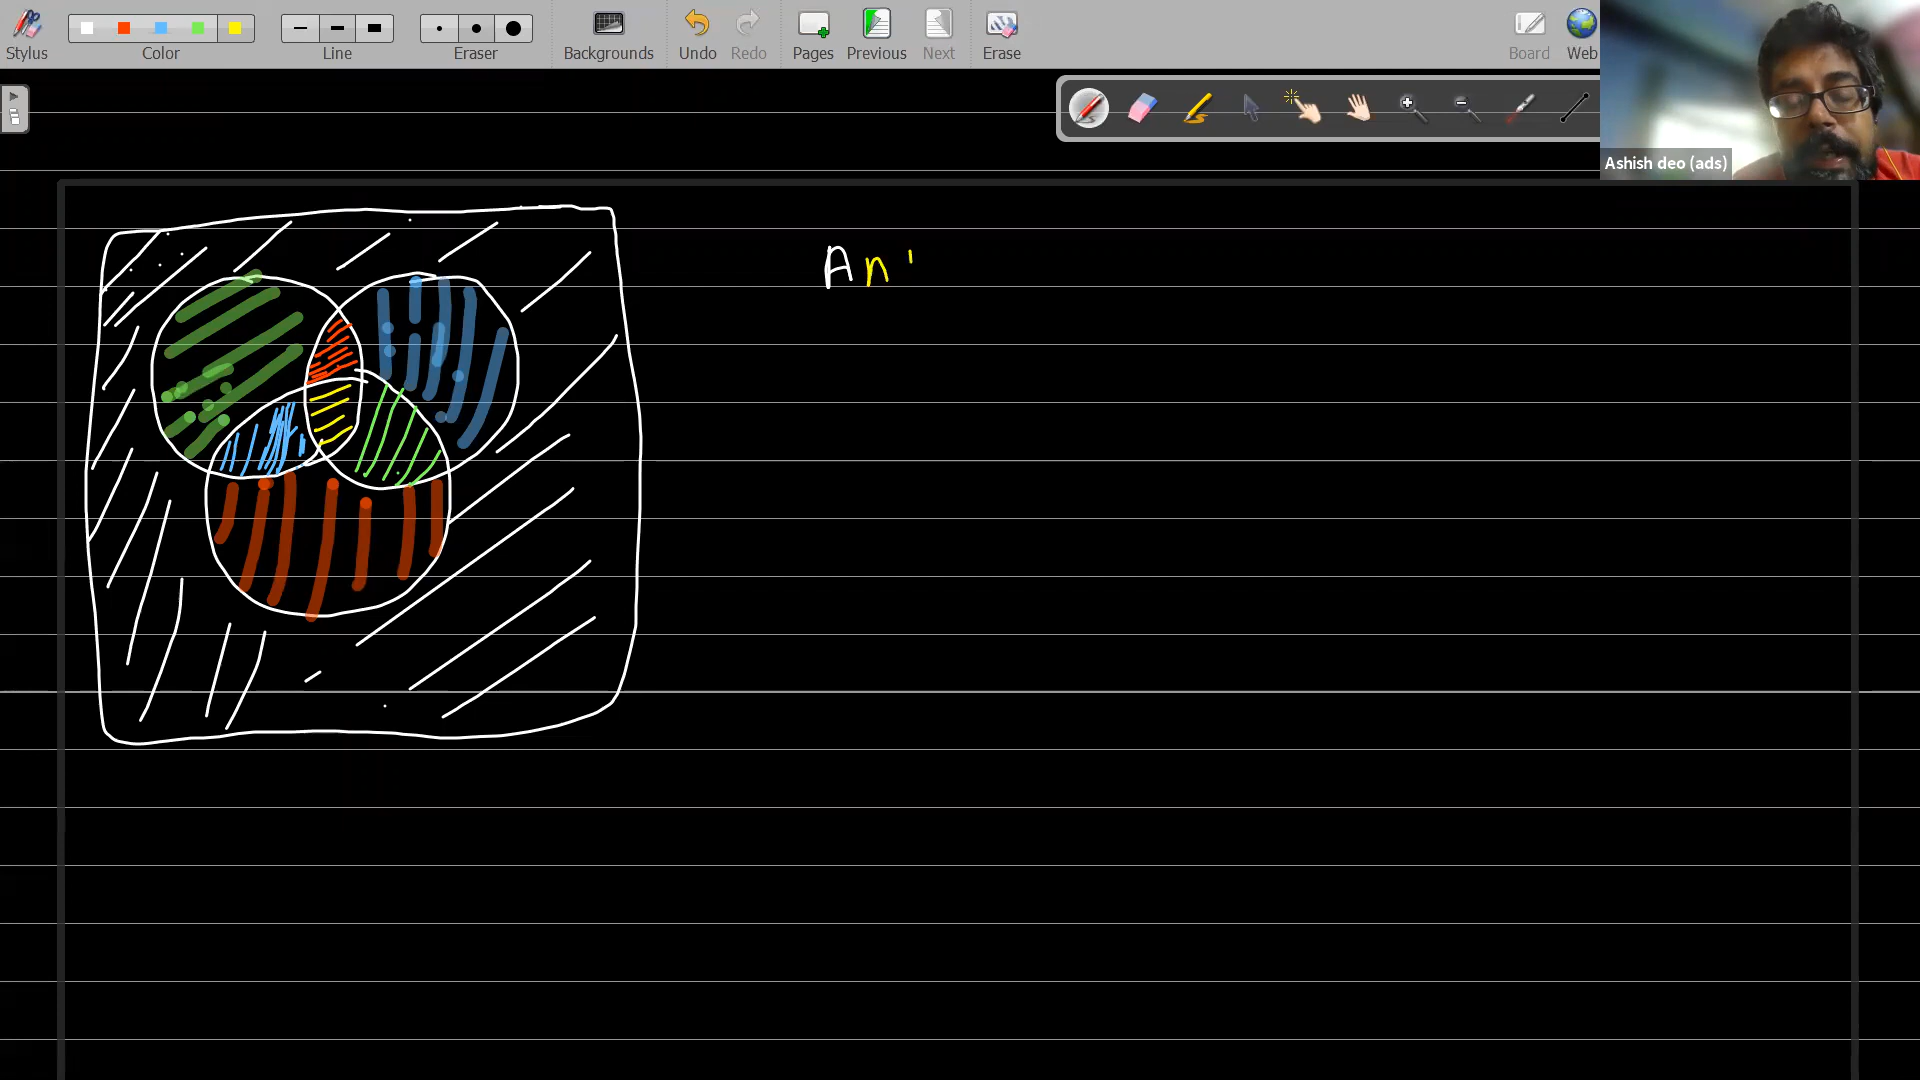 Stylus Color Line Eraser Backgrounds Undo Redo Pages Previous Next Erase Board Web
Ashish deo (ads)
An'